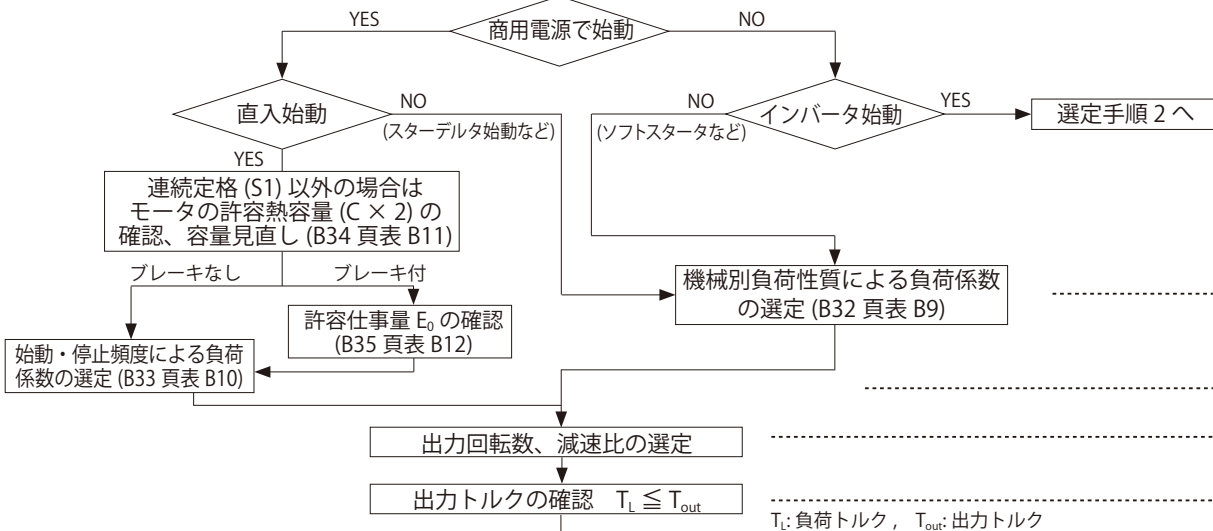 商用電源で始動
YES
NO
直入始動
NO
(スターデルタ始動など)
YES
インバータ始動
NO
(ソフトスタータなど)
YES
選定手順 2 へ
連続定格 (S1) 以外の場合は
モータの許容熱容量 (C × 2) の
確認、容量見直し (B34 頁表 B11)
ブレーキなし
ブレーキ付
許容仕事量 E₀ の確認
(B35 頁表 B12)
始動・停止頻度による負荷
係数の選定 (B33 頁表 B10)
機械別負荷性質による負荷係数
の選定 (B32 頁表 B9)
出力回転数、減速比の選定
出力トルクの確認 T_L ≦ T_out
T_L: 負荷トルク , T_out: 出力トルク